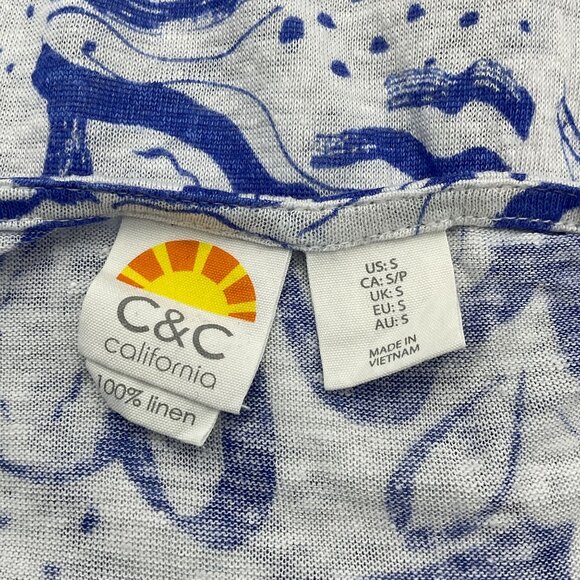 C&C
california
100% linen
US: S
CA: S/P
UK: S
EU: S
AU: S
MADE IN
VIETNAM